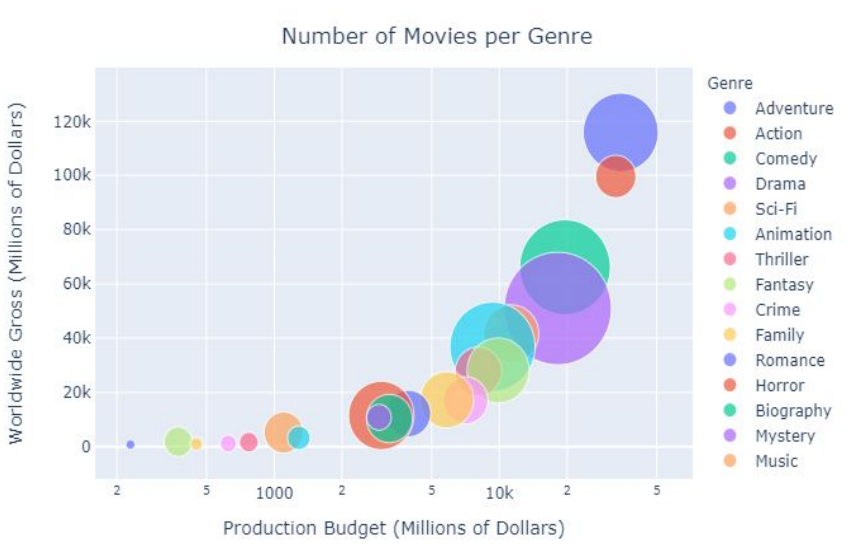 Number of Movies per Genre
Worldwide Gross (Millions of Dollars)
120k
100k
80k
60k
40k
20k
0
2
5
1000
2
5
10k
2
5
Production Budget (Millions of Dollars)
Genre
Adventure
Action
Comedy
Drama
Sci-Fi
Animation
Thriller
Fantasy
Crime
Family
Romance
Horror
Biography
Mystery
Music